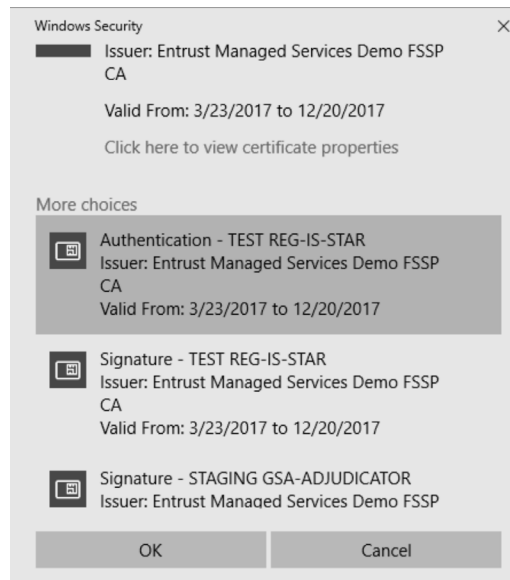 Windows Security
Issuer: Entrust Managed Services Demo FSSP
CA
Valid From: 3/23/2017 to 12/20/2017
Click here to view certificate properties
More choices
Authentication - TEST REG-IS-STAR
Issuer: Entrust Managed Services Demo FSSP
CA
Valid From: 3/23/2017 to 12/20/2017
Signature - TEST REG-IS-STAR
Issuer: Entrust Managed Services Demo FSSP
CA
Valid From: 3/23/2017 to 12/20/2017
Signature - STAGING GSA-ADJUDICATOR
Issuer: Entrust Managed Services Demo FSSP
OK Cancel